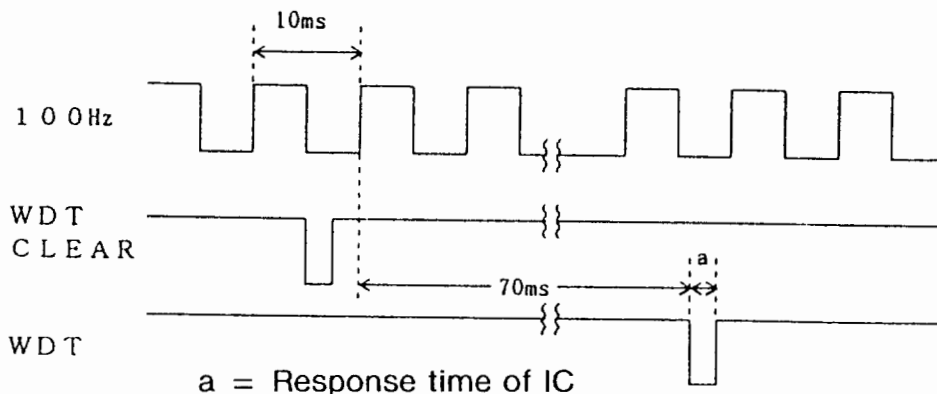 10ms
100Hz
WDT
CLEAR
a
70ms
WDT
a = Response time of IC